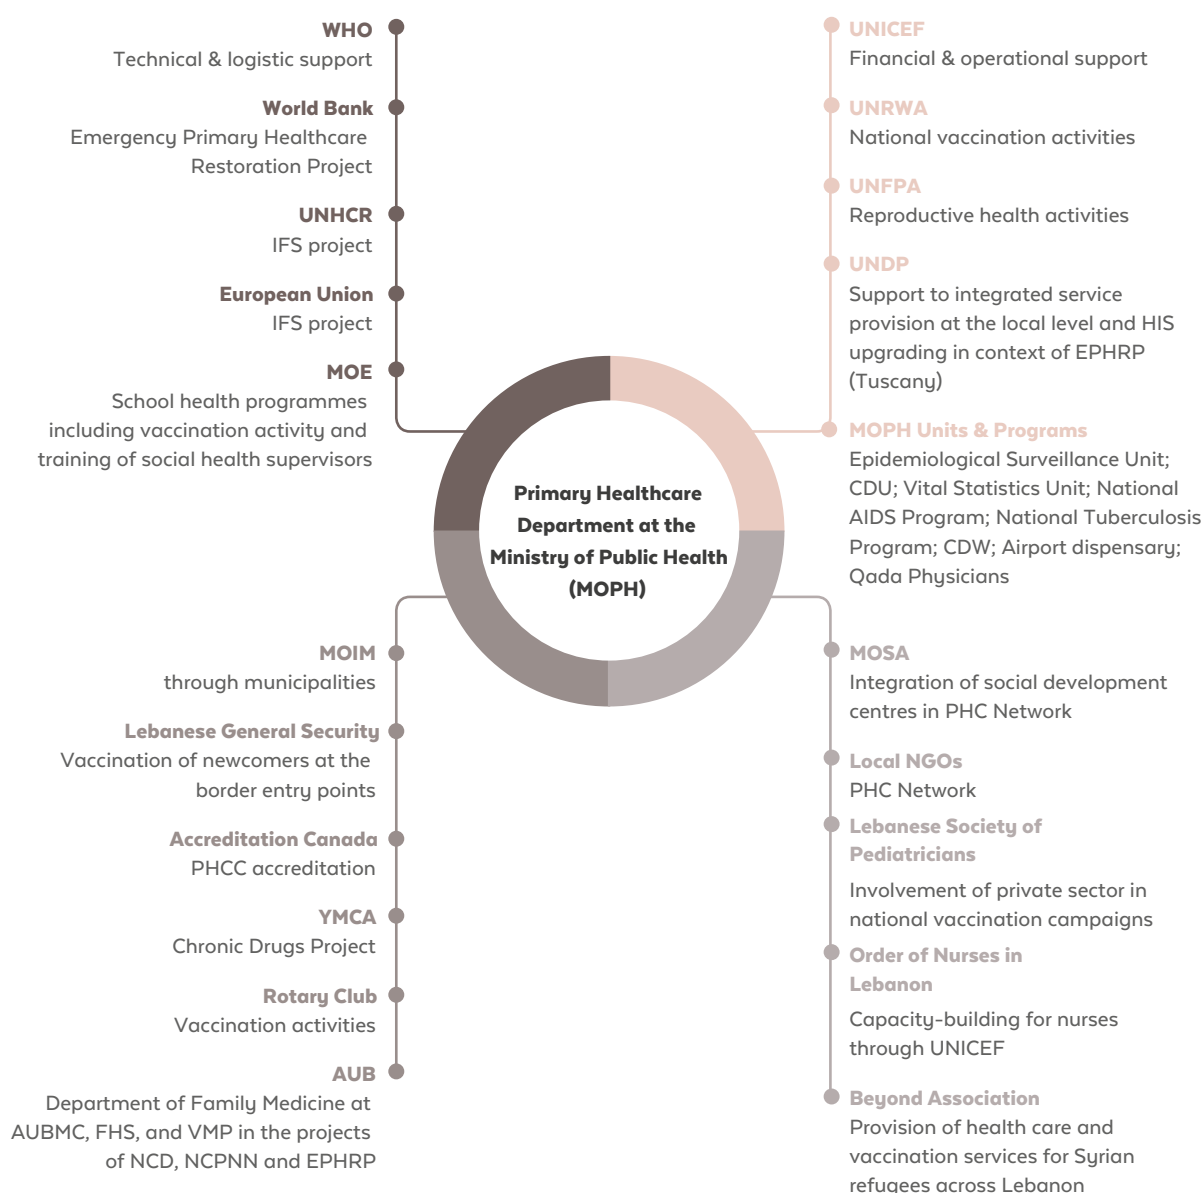 WHO
Technical & logistic support
World Bank
Emergency Primary Healthcare
Restoration Project
UNHCR
IFS project
European Union
IFS project
MOE
School health programmes
including vaccination activity and
training of social health supervisors
UNICEF
Financial & operational support
UNRWA
National vaccination activities
UNFPA
Reproductive health activities
UNDP
Support to integrated service
provision at the local level and HIS
upgrading in context of EPHRP
(Tuscany)
MOPH Units & Programs
Epidemiological Surveillance Unit;
CDU; Vital Statistics Unit; National
AIDS Program; National Tuberculosis
Program; CDW; Airport dispensary;
Qada Physicians
Primary Healthcare
Department at the
Ministry of Public Health
(MOPH)
MOIM
through municipalities
Lebanese General Security
Vaccination of newcomers at the
border entry points
Accreditation Canada
PHCC accreditation
YMCA
Chronic Drugs Project
Rotary Club
Vaccination activities
AUB
Department of Family Medicine at
AUBMC, FHS, and VMP in the projects
of NCD, NCPNN and EPHRP
MOSA
Integration of social development
centres in PHC Network
Local NGOs
PHC Network
Lebanese Society of
Pediatricians
Involvement of private sector in
national vaccination campaigns
Order of Nurses in
Lebanon
Capacity-building for nurses
through UNICEF
Beyond Association
Provision of health care and
vaccination services for Syrian
refugees across Lebanon